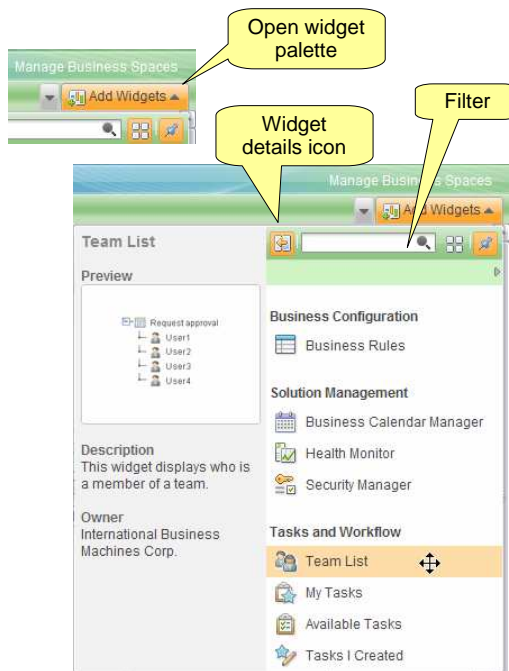 Open widget
palette
Manage Business Spaces
Add Widgets
Filter
Widget
details icon
Manage Business Spaces
Add Widgets
Team List
Preview
Request approval
User1
User2
User3
User4
Description
This widget displays who is
a member of a team.
Owner
International Business
Machines Corp.
Business Configuration
Business Rules
Solution Management
Business Calendar Manager
Health Monitor
Security Manager
Tasks and Workflow
Team List
My Tasks
Available Tasks
Tasks I Created